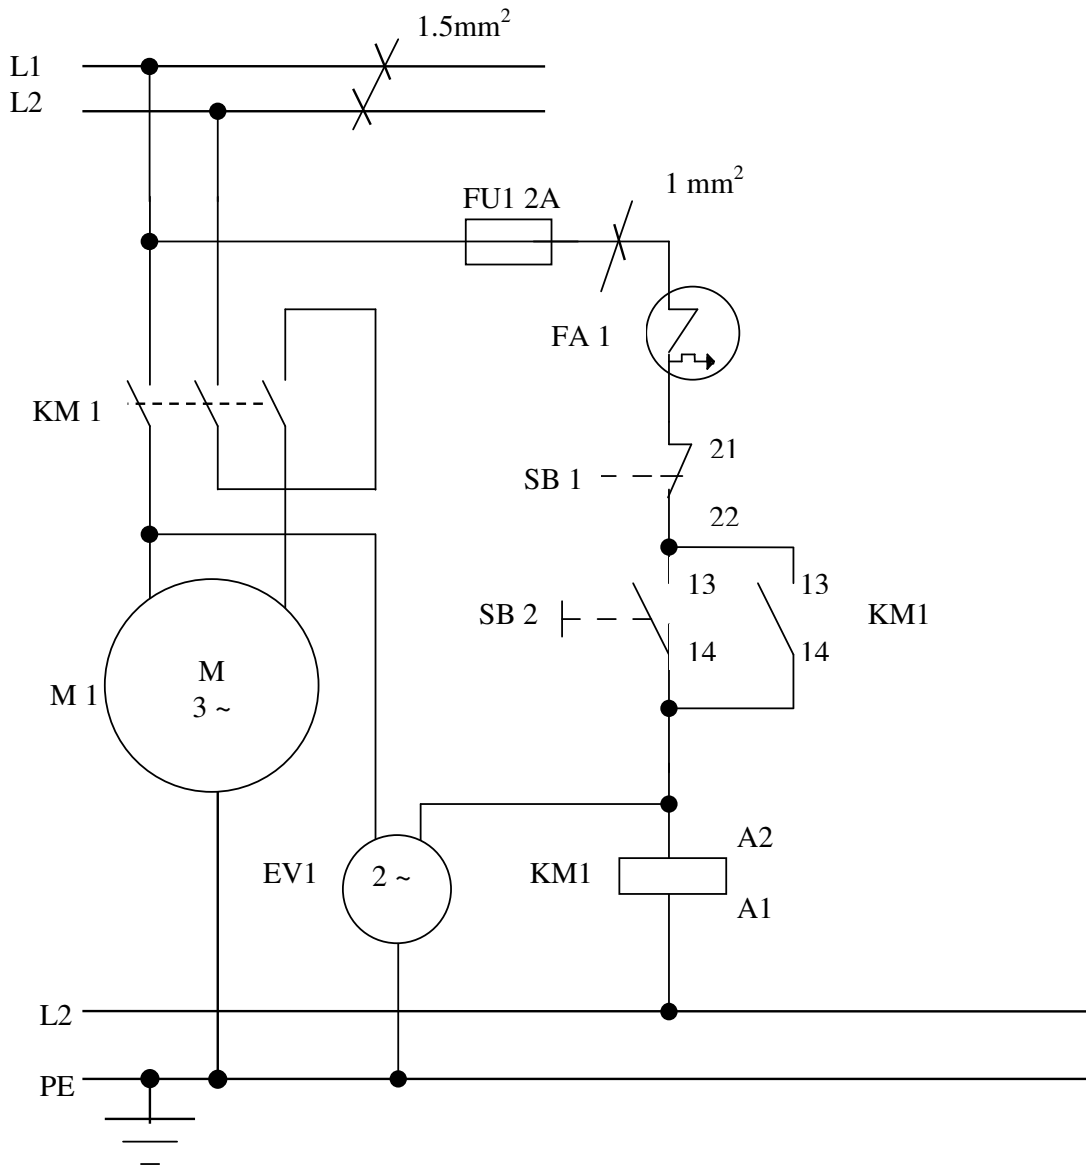 1.5mm²
L1
L2
1 mm²
FU1 2A
FA 1
KM 1
21
SB 1
22
13 13
SB 2 KM1
14 14
M
M 1
3 ~
A2
EV1 2 ~ KM1
A1
L2
PE